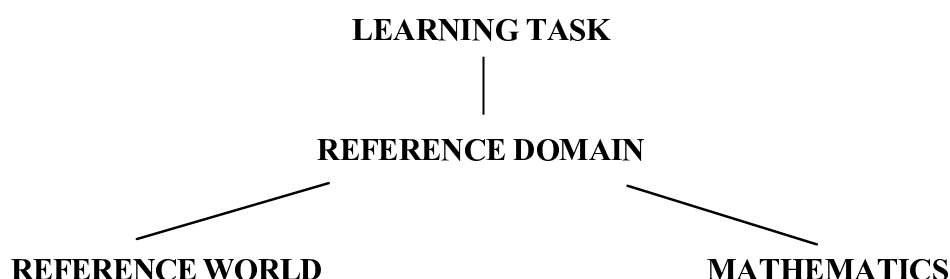 LEARNING TASK
REFERENCE DOMAIN
REFERENCE WORLD MATHEMATICS